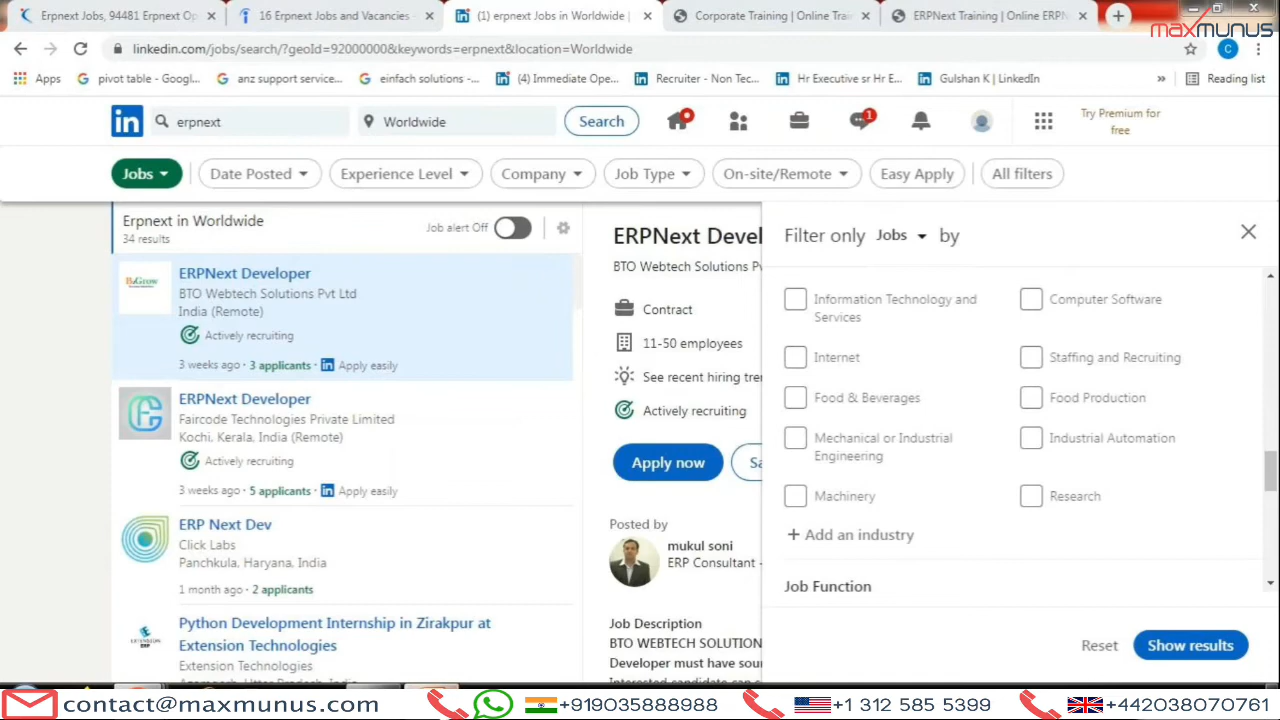 Erpnext Jobs, 94481 Erpnext Op
16 Erpnext Jobs and Vacancies -
(1) erpnext Jobs in Worldwide |
Corporate Training | Online Trai
ERPNext Training | Online ERPN
maxmunus
linkedin.com/jobs/search/?geoId=92000000&keywords=erpnext&location=Worldwide
C
Apps
pivot table - Googl...
anz support service...
einfach solutions -...
(4) Immediate Ope...
Recruiter - Non Tec...
Hr Executive sr Hr E...
Gulshan K | LinkedIn
»
Reading list
in
erpnext
Worldwide
Search
1
Try Premium for
free
Jobs
Date Posted
Experience Level
Company
Job Type
On-site/Remote
Easy Apply
All filters
Erpnext in Worldwide
34 results
Job alert Off
ERPNext Developer
BTO Webtech Solutions Pvt Ltd
India (Remote)
Actively recruiting
3 weeks ago · 3 applicants · in Apply easily
ERPNext Developer
Faircode Technologies Private Limited
Kochi, Kerala, India (Remote)
Actively recruiting
3 weeks ago · 5 applicants · in Apply easily
ERP Next Dev
Click Labs
Panchkula, Haryana, India
1 month ago · 2 applicants
Python Development Internship in Zirakpur at
Extension Technologies
Extension Technologies
ERPNext Devel
BTO Webtech Solutions Pv
Contract
11-50 employees
See recent hiring tre
Actively recruiting
Apply now
Sa
Posted by
mukul soni
ERP Consultant -
Job Description
BTO WEBTECH SOLUTION
Developer must have sour
Filter only Jobs by
Information Technology and
Services
Computer Software
Internet
Staffing and Recruiting
Food & Beverages
Food Production
Mechanical or Industrial
Engineering
Industrial Automation
Machinery
Research
+ Add an industry
Job Function
Reset
Show results
contact@maxmunus.com
+919035888988
+1 312 585 5399
+442038070761